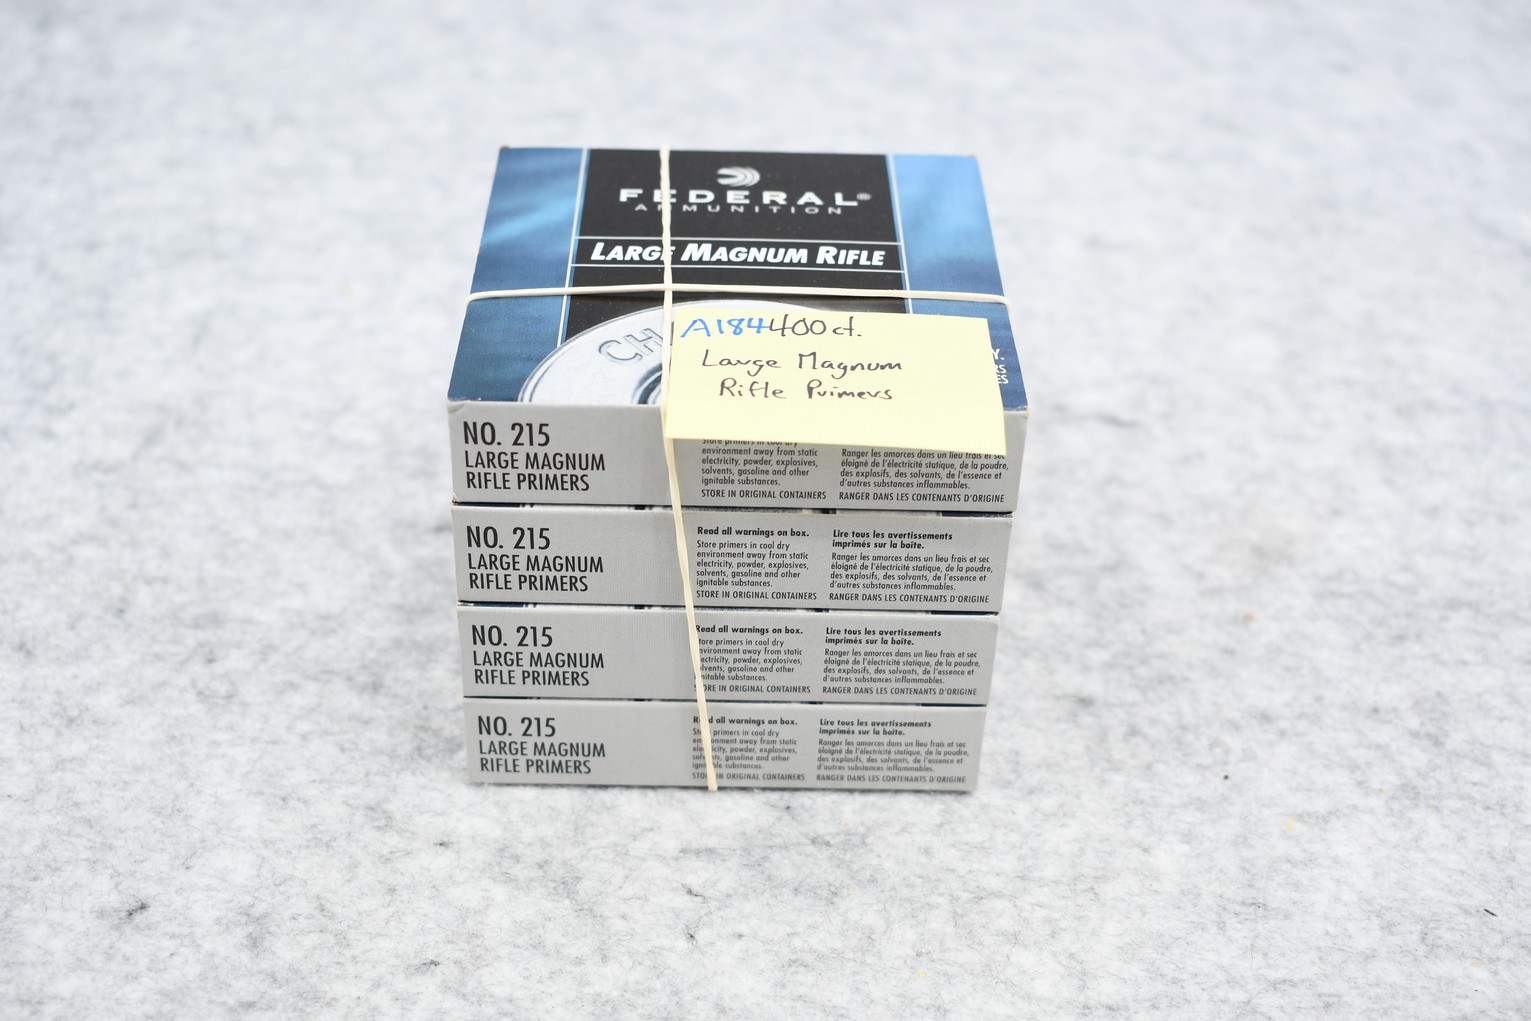 FEDERAL®
AMMUNITION
LARGE MAGNUM RIFLE
CH
A184 400 ct.
Large Magnum
Rifle Primers
NO. 215
LARGE MAGNUM
RIFLE PRIMERS
Store primers in cool dry
environment away from static
electricity, powder, explosives,
solvents, gasoline and other
ignitable substances.
STORE IN ORIGINAL CONTAINERS
Ranger les amorces dans un lieu frais et sec
éloigné de l'électricité statique, de la poudre,
des explosifs, des solvants, de l'essence et
d'autres substances inflammables.
RANGER DANS LES CONTENANTS D'ORIGINE
NO. 215
LARGE MAGNUM
RIFLE PRIMERS
Read all warnings on box.
Store primers in cool dry
environment away from static
electricity, powder, explosives,
solvents, gasoline and other
ignitable substances.
STORE IN ORIGINAL CONTAINERS
Lire tous les avertissements
imprimés sur la boîte.
Ranger les amorces dans un lieu frais et sec
éloigné de l'électricité statique, de la poudre,
des explosifs, des solvants, de l'essence et
d'autres substances inflammables.
RANGER DANS LES CONTENANTS D'ORIGINE
NO. 215
LARGE MAGNUM
RIFLE PRIMERS
Read all warnings on box.
Store primers in cool dry
environment away from static
electricity, powder, explosives,
solvents, gasoline and other
ignitable substances.
STORE IN ORIGINAL CONTAINERS
Lire tous les avertissements
imprimés sur la boîte.
Ranger les amorces dans un lieu frais et sec
éloigné de l'électricité statique, de la poudre,
des explosifs, des solvants, de l'essence et
d'autres substances inflammables.
RANGER DANS LES CONTENANTS D'ORIGINE
NO. 215
LARGE MAGNUM
RIFLE PRIMERS
Read all warnings on box.
Store primers in cool dry
environment away from static
electricity, powder, explosives,
solvents, gasoline and other
ignitable substances.
STORE IN ORIGINAL CONTAINERS
Lire tous les avertissements
imprimés sur la boîte.
Ranger les amorces dans un lieu frais et sec
éloigné de l'électricité statique, de la poudre,
des explosifs, des solvants, de l'essence et
d'autres substances inflammables.
RANGER DANS LES CONTENANTS D'ORIGINE